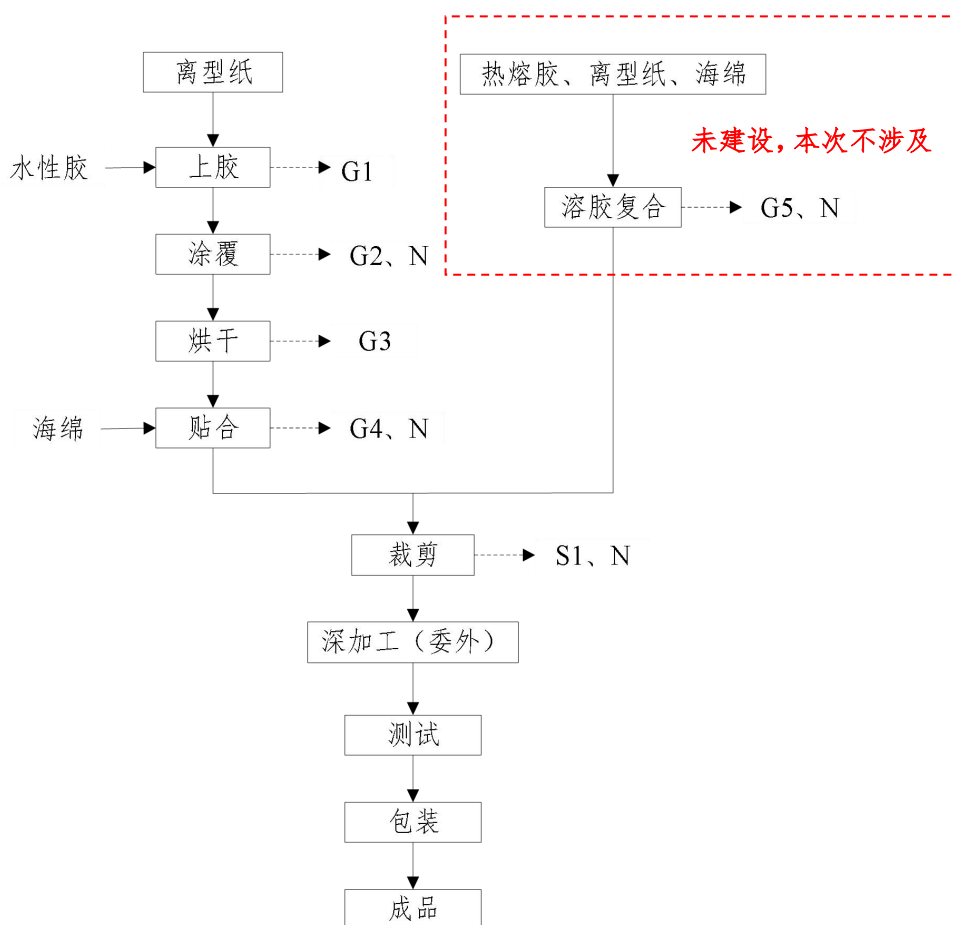 离型纸
热熔胶、离型纸、海绵
未建设,本次不涉及
水性胶
上胶
G1
溶胶复合
G5、N
涂覆
G2、N
烘干
G3
海绵
贴合
G4、N
裁剪
S1、N
深加工（委外）
测试
包装
成品